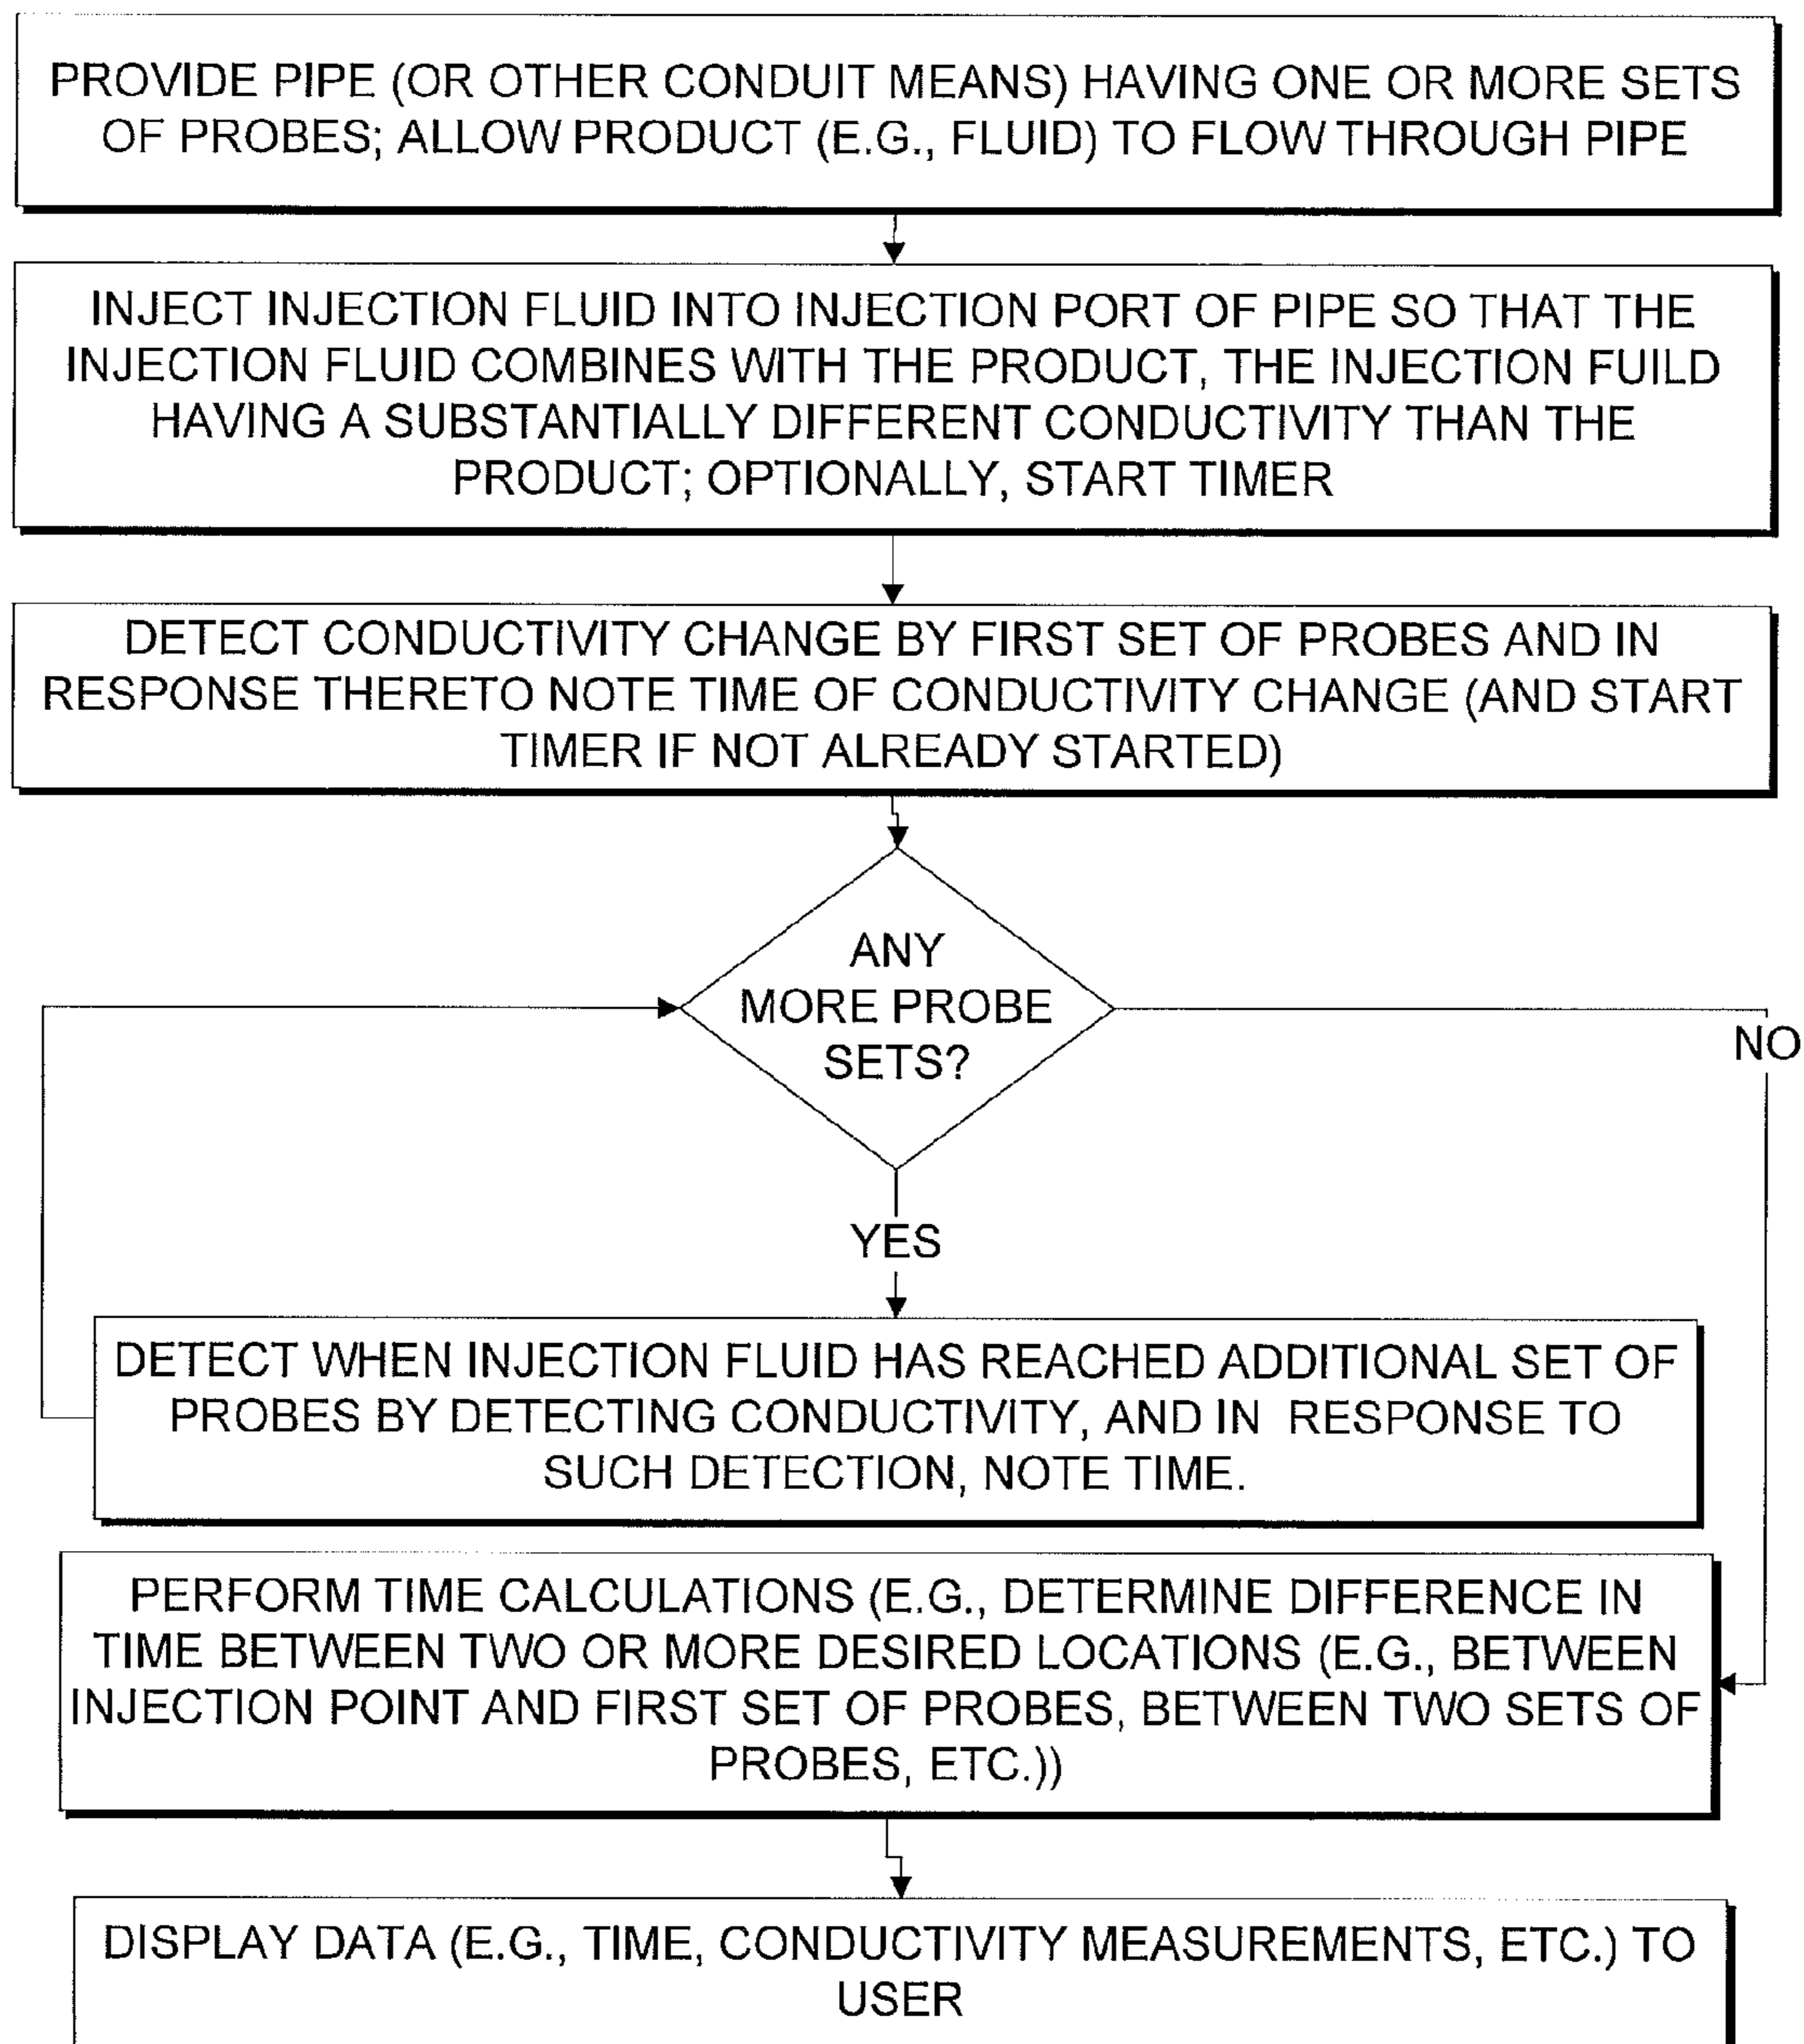 PROVIDE PIPE (OR OTHER CONDUIT MEANS) HAVING ONE OR MORE SETS
OF PROBES; ALLOW PRODUCT (E.G., FLUID) TO FLOW THROUGH PIPE
INJECT INJECTION FLUID INTO INJECTION PORT OF PIPE SO THAT THE
INJECTION FLUID COMBINES WITH THE PRODUCT, THE INJECTION FUILD
HAVING A SUBSTANTIALLY DIFFERENT CONDUCTIVITY THAN THE
PRODUCT; OPTIONALLY, START TIMER
DETECT CONDUCTIVITY CHANGE BY FIRST SET OF PROBES AND IN
RESPONSE THERETO NOTE TIME OF CONDUCTIVITY CHANGE (AND START
TIMER IF NOT ALREADY STARTED)
ANY
MORE PROBE
SETS?
NO
YES
DETECT WHEN INJECTION FLUID HAS REACHED ADDITIONAL SET OF
PROBES BY DETECTING CONDUCTIVITY, AND IN RESPONSE TO
SUCH DETECTION, NOTE TIME.
PERFORM TIME CALCULATIONS (E.G., DETERMINE DIFFERENCE IN
TIME BETWEEN TWO OR MORE DESIRED LOCATIONS (E.G., BETWEEN
INJECTION POINT AND FIRST SET OF PROBES, BETWEEN TWO SETS OF
PROBES, ETC.))
DISPLAY DATA (E.G., TIME, CONDUCTIVITY MEASUREMENTS, ETC.) TO
USER